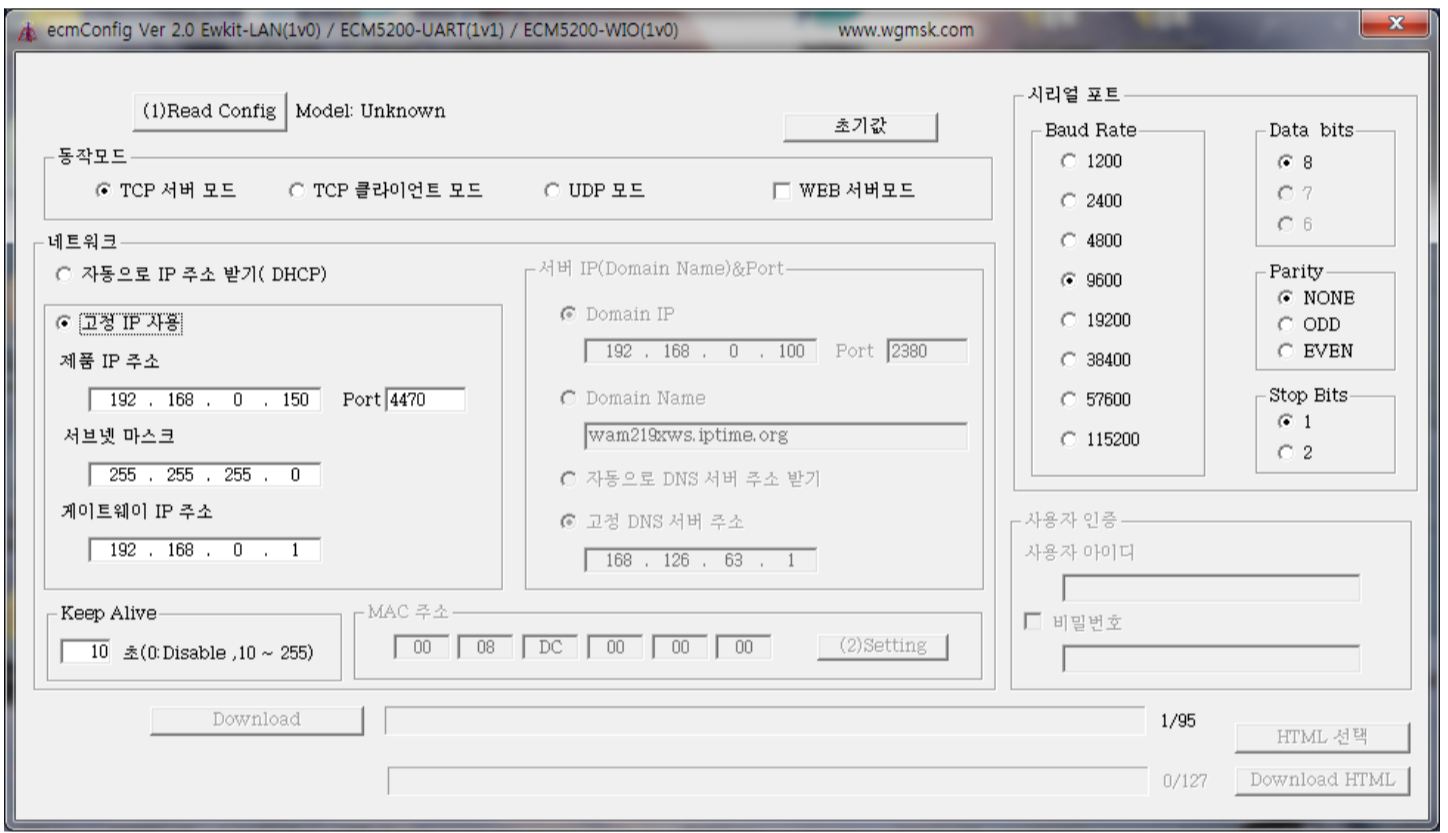 ecmConfig Ver 2.0 Ewkit-LAN(1v0) / ECM5200-UART(1v1) / ECM5200-WIO(1v0) www.wgmsk.com
(1)Read Config Model: Unknown
초기값
동작모드
TCP 서버 모드 TCP 클라이언트 모드 UDP 모드 WEB 서버모드
네트워크
자동으로 IP 주소 받기( DHCP)
고정 IP 사용
제품 IP 주소
192 . 168 . 0 . 150 Port 4470
서브넷 마스크
255 . 255 . 255 . 0
게이트웨이 IP 주소
192 . 168 . 0 . 1
서버 IP(Domain Name)&Port
Domain IP
192 . 168 . 0 . 100 Port 2380
Domain Name
wam219xws.iptime.org
자동으로 DNS 서버 주소 받기
고정 DNS 서버 주소
168 . 126 . 63 . 1
Keep Alive
10 초(0:Disable ,10 ~ 255)
MAC 주소
00 08 DC 00 00 00 (2)Setting
시리얼 포트
Baud Rate
1200
2400
4800
9600
19200
38400
57600
115200
Data bits
8
7
6
Parity
NONE
ODD
EVEN
Stop Bits
1
2
사용자 인증
사용자 아이디
비밀번호
Download 1/95
HTML 선택
0/127 Download HTML